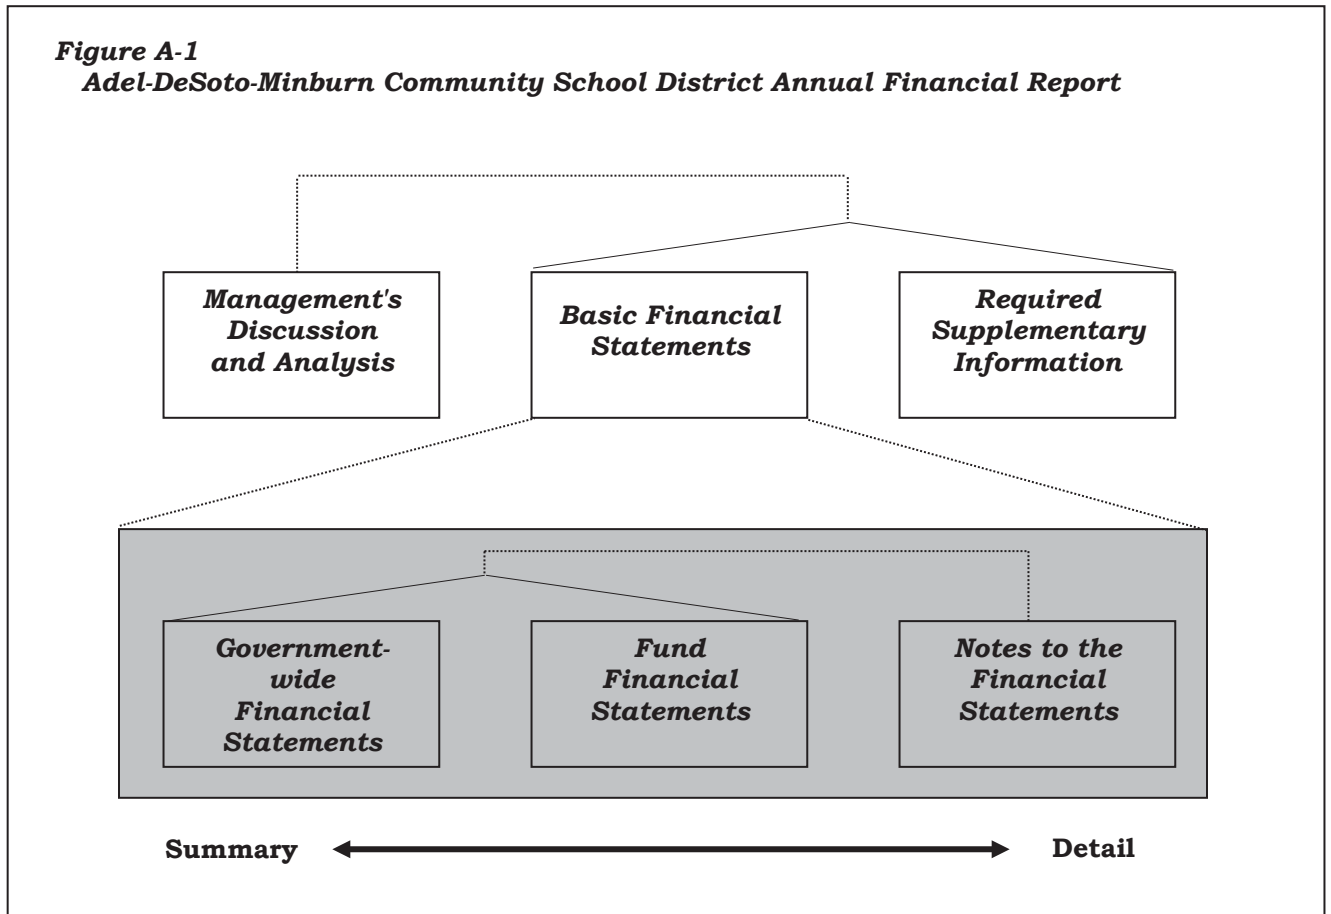 Figure A-1
Adel-DeSoto-Minburn Community School District Annual Financial Report
Management's
Discussion
and Analysis
Basic Financial
Statements
Required
Supplementary
Information
Government-
wide
Financial
Statements
Fund
Financial
Statements
Notes to the
Financial
Statements
Summary
Detail